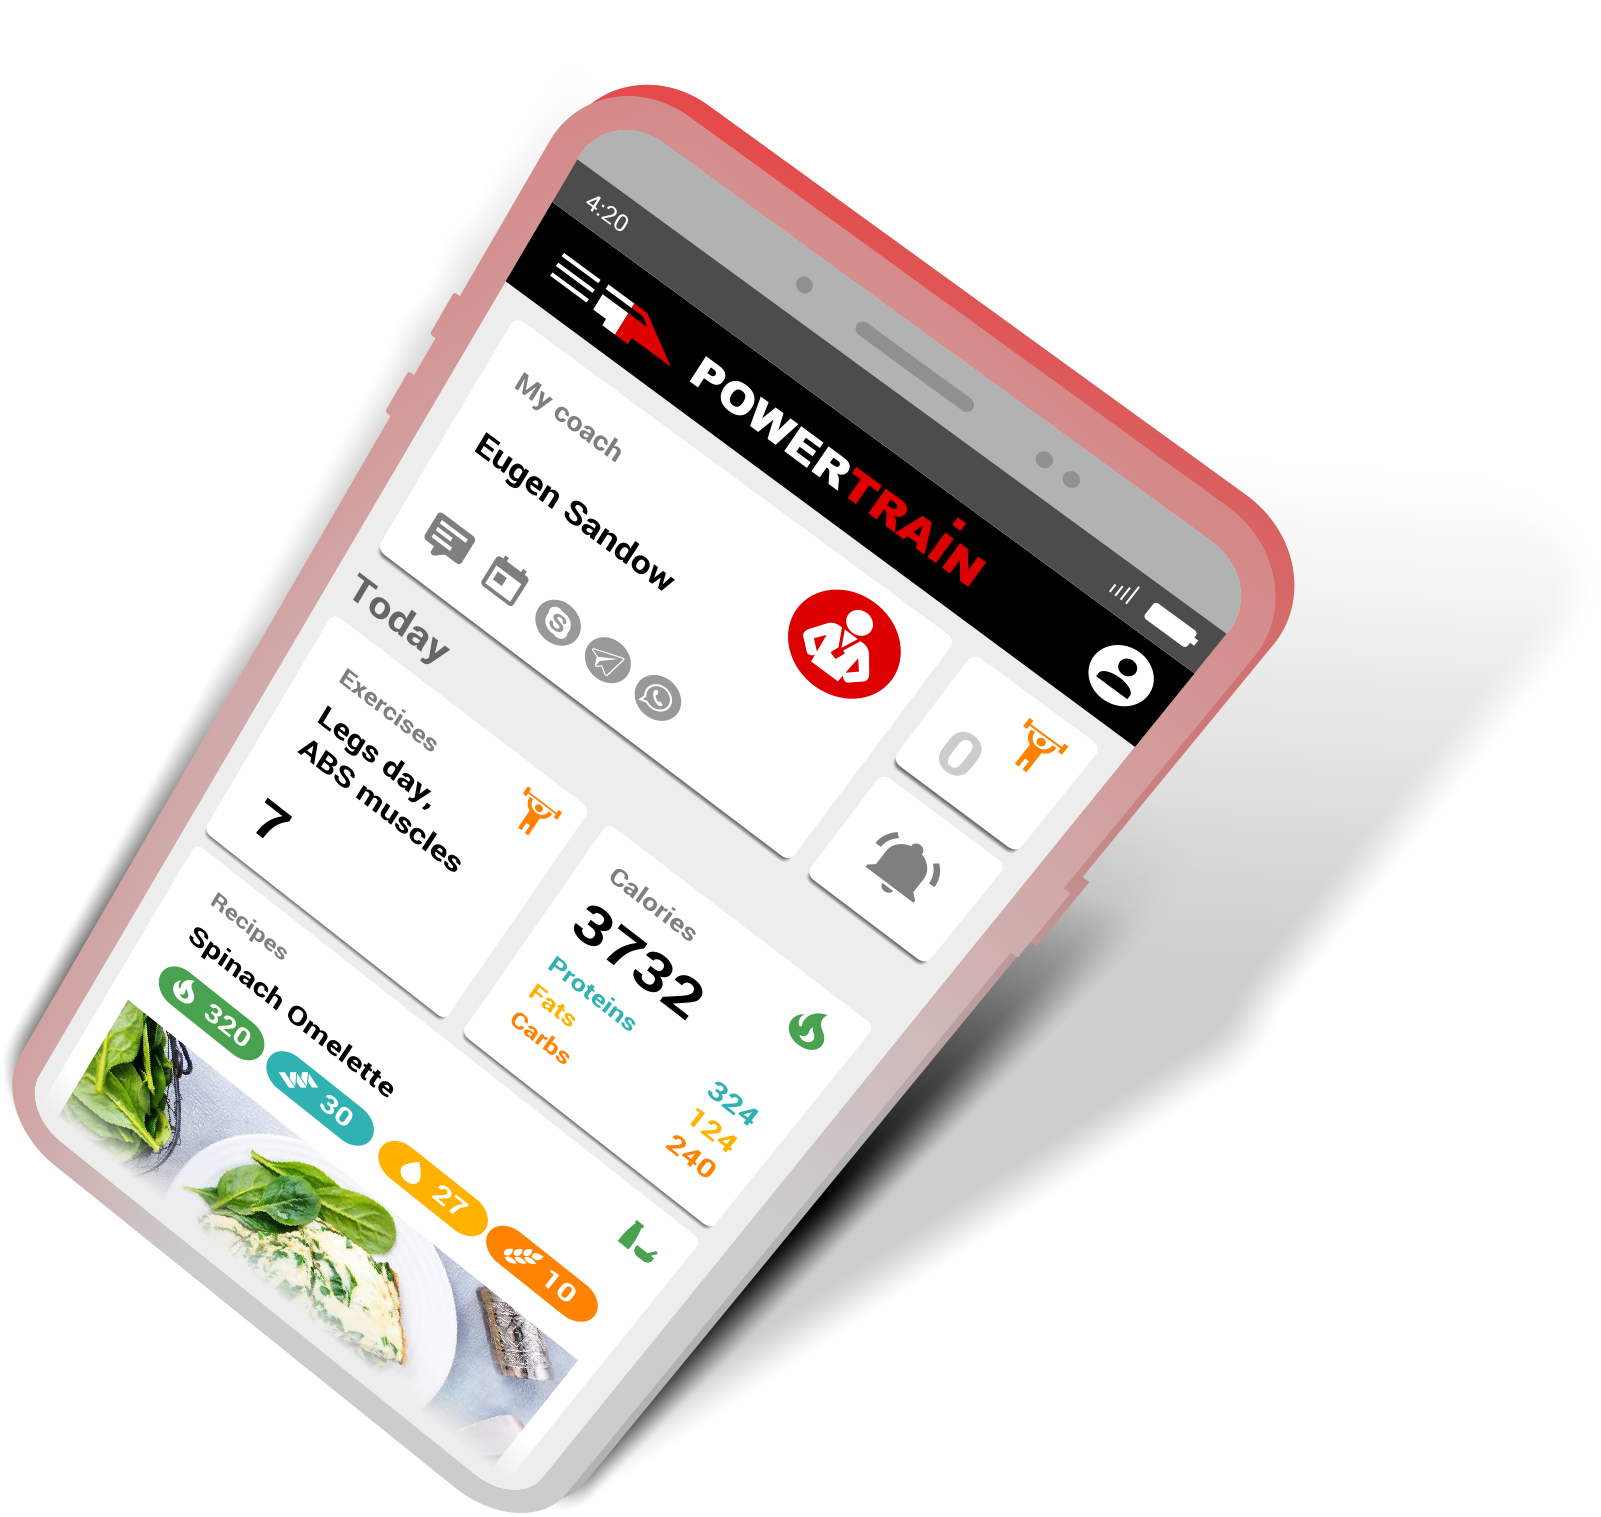 4:20
POWERTRAIN
My coach
Eugen Sandow
0
Today
Exercises
Legs day,
ABS muscles
7
Calories
3732
Proteins
Fats
Carbs
324
124
240
Recipes
Spinach Omelette
320
30
27
10